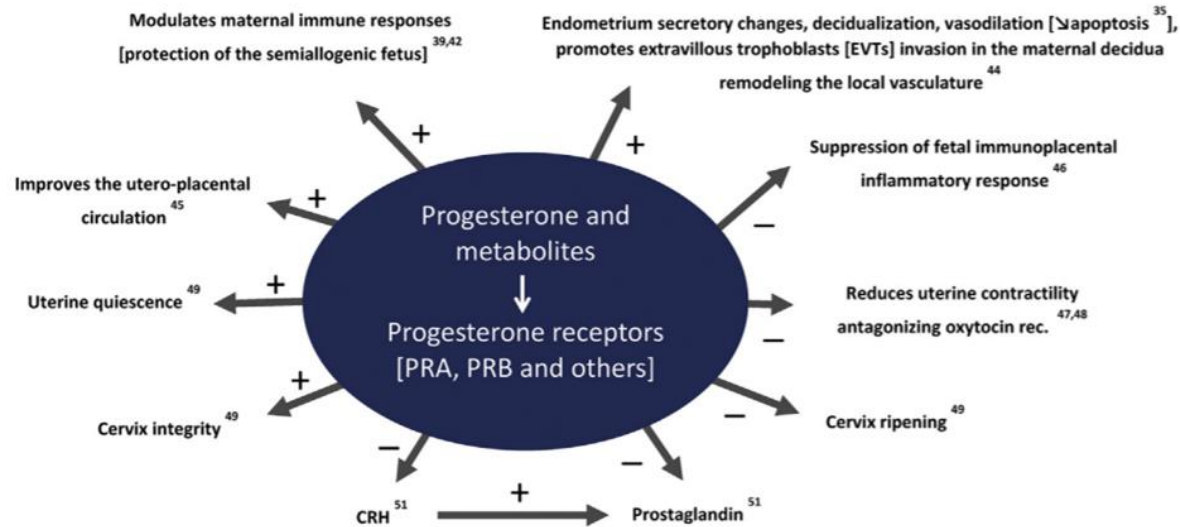 Modulates maternal immune responses
[protection of the semiallogenic fetus] 39,42
Endometrium secretory changes, decidualization, vasodilation [↘apoptosis 35],
promotes extravillous trophoblasts [EVTs] invasion in the maternal decidua
remodeling the local vasculature 44
+
+
Suppression of fetal immunoplacental
inflammatory response 46
−
Improves the utero-placental
circulation 45
+
Progesterone and
metabolites
↓
Progesterone receptors
[PRA, PRB and others]
Uterine quiescence 49
+
Reduces uterine contractility
antagonizing oxytocin rec. 47,48
−
Cervix integrity 49
+
Cervix ripening 49
−
−
−
CRH 51
+
Prostaglandin 51